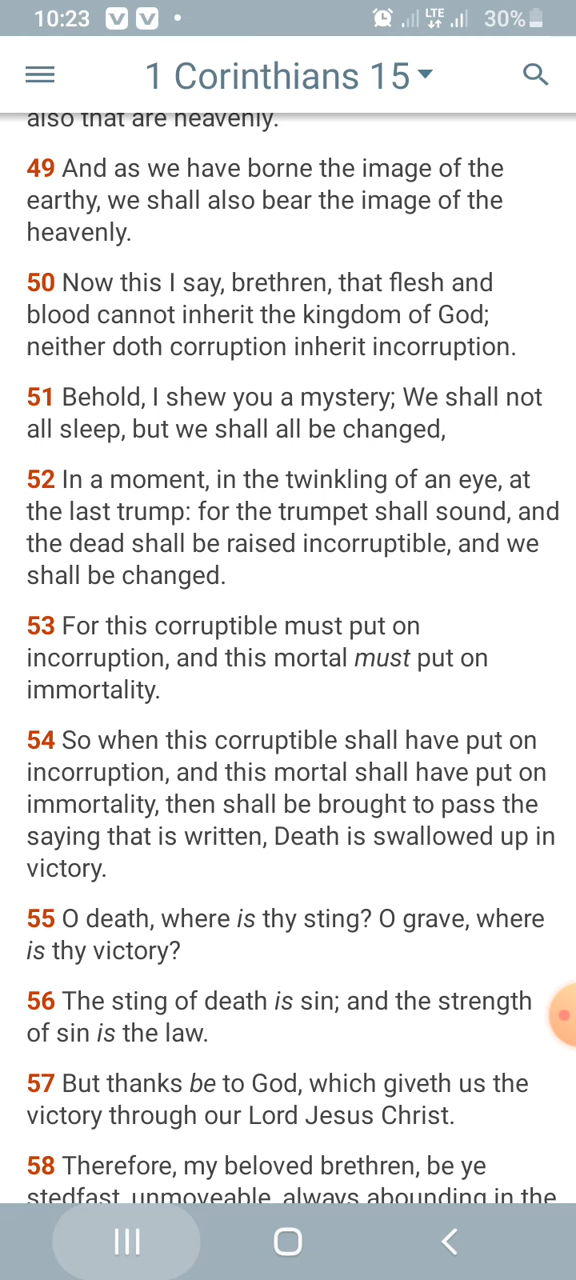 10:23 V V LTE 30%
1 Corinthians 15
also that are heavenly.
49 And as we have borne the image of the
earthy, we shall also bear the image of the
heavenly.
50 Now this I say, brethren, that flesh and
blood cannot inherit the kingdom of God;
neither doth corruption inherit incorruption.
51 Behold, I shew you a mystery; We shall not
all sleep, but we shall all be changed,
52 In a moment, in the twinkling of an eye, at
the last trump: for the trumpet shall sound, and
the dead shall be raised incorruptible, and we
shall be changed.
53 For this corruptible must put on
incorruption, and this mortal must put on
immortality.
54 So when this corruptible shall have put on
incorruption, and this mortal shall have put on
immortality, then shall be brought to pass the
saying that is written, Death is swallowed up in
victory.
55 O death, where is thy sting? O grave, where
is thy victory?
56 The sting of death is sin; and the strength
of sin is the law.
57 But thanks be to God, which giveth us the
victory through our Lord Jesus Christ.
58 Therefore, my beloved brethren, be ye
stedfast, unmoveable, always abounding in the